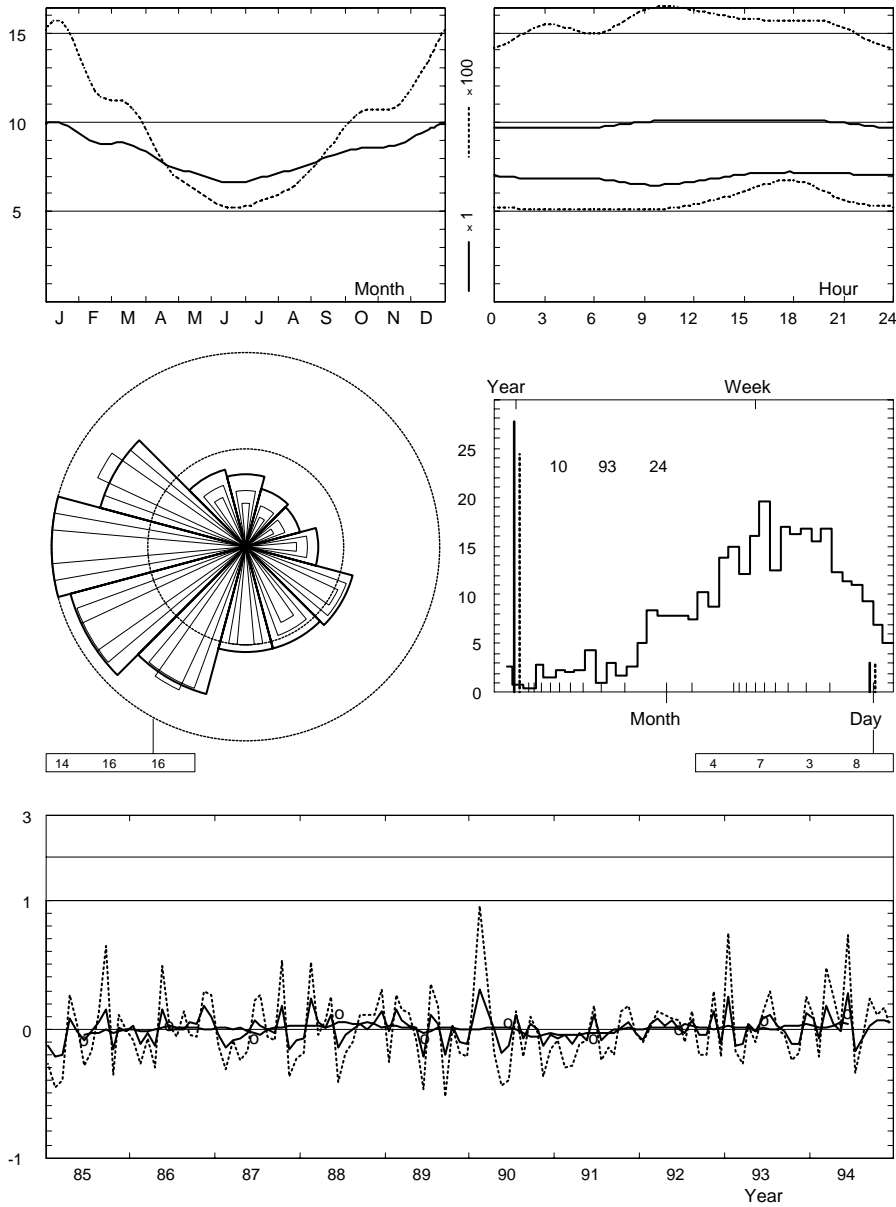 15
10
5
Month
J F M A M J J A S O N D
x 1
x 100
Hour
0 3 6 9 12 15 18 21 24
14 16 16
Year Week
25
20
15
10
5
0
10 93 24
Month Day
4 7 3 8
3
1
0
-1
o o o o o o o o o o o
85 86 87 88 89 90 91 92 93 94
Year